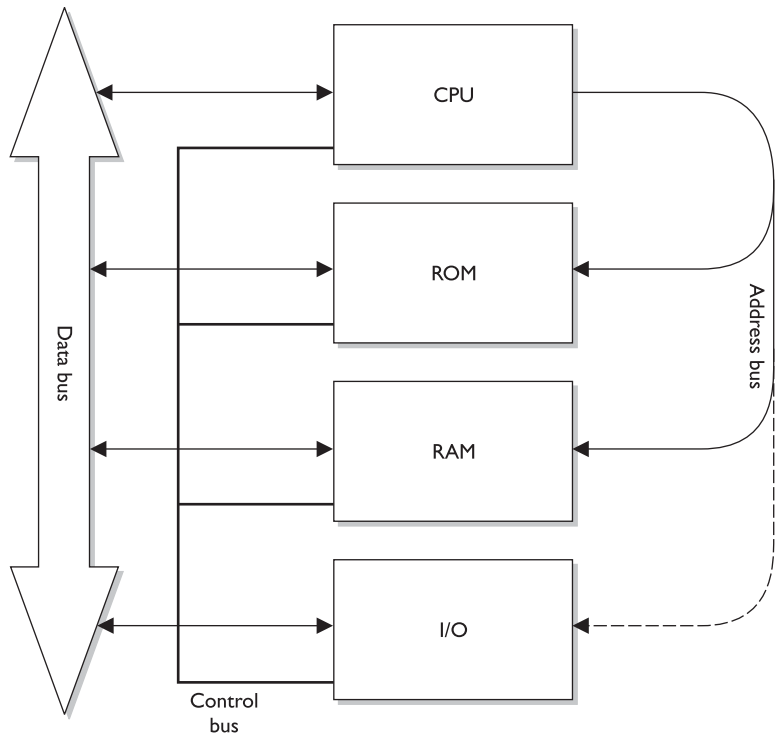 CPU
ROM
Data bus
Address bus
RAM
I/O
Control
bus